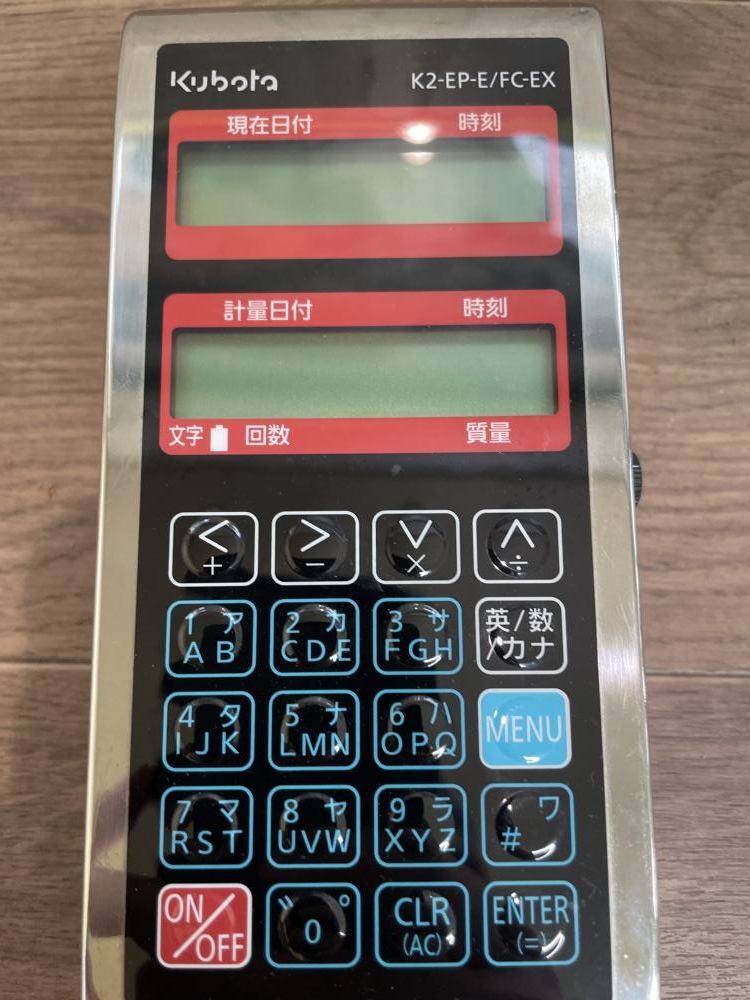 Kubota K2-EP-E/FC-EX
現在日付 時刻
計量日付 時刻
文字 回数 質量
< > ∨ ∧
+ − × ÷
1 ア 2 カ 3 サ 英/数
A B C D E F G H /カナ
4 タ 5 ナ 6 ハ MENU
I J K L M N O P Q
7 マ 8 ヤ 9 ラ ワ
R S T U V W X Y Z #
ON/OFF ゛ ゜ CLR ENTER
0 (AC) (=)